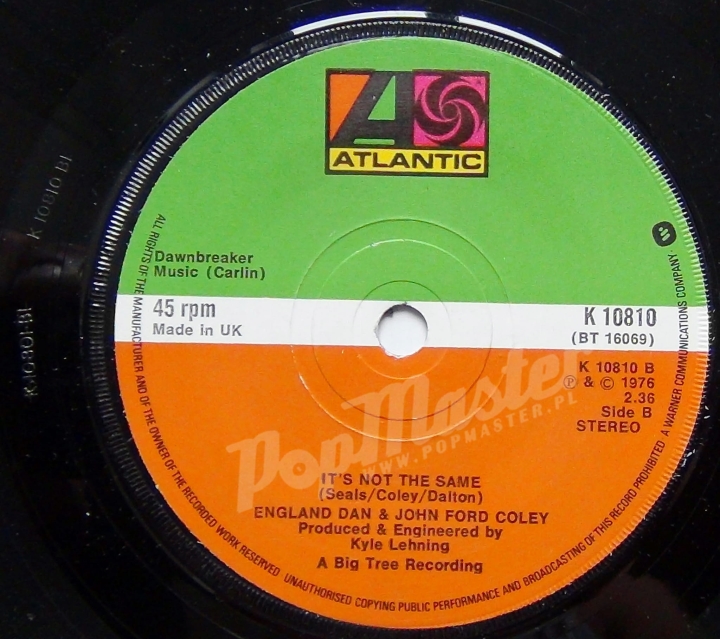 ATLANTIC
Dawnbreaker
Music (Carlin)
45 rpm
Made in UK
K 10810
(BT 16069)
K 10810 B
Ⓟ & © 1976
2.36
Side B
STEREO
IT'S NOT THE SAME
(Seals/Coley/Dalton)
ENGLAND DAN & JOHN FORD COLEY
Produced & Engineered by
Kyle Lehning
A Big Tree Recording
ALL RIGHTS OF THE MANUFACTURER AND OF THE OWNER OF THE RECORDED WORK RESERVED UNAUTHORISED COPYING PUBLIC PERFORMANCE AND BROADCASTING OF THIS RECORD PROHIBITED A WARNER COMMUNICATIONS COMPANY
K 10810 B1
PopMaster
WWW.POPMASTER.PL